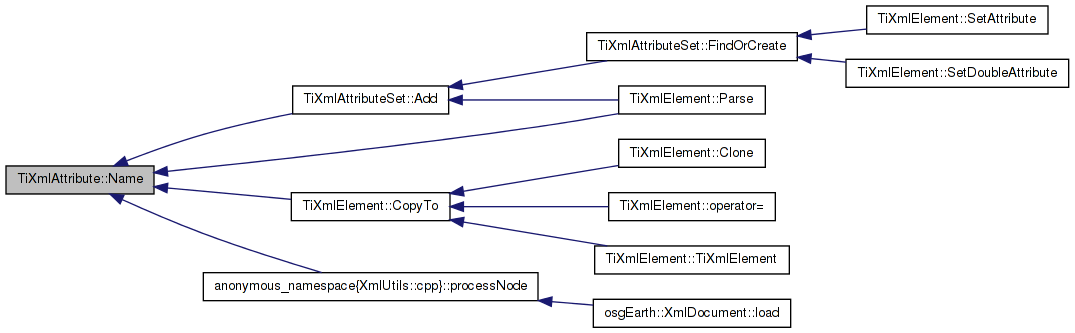 TiXmlElement::SetAttribute
TiXmlAttributeSet::FindOrCreate
TiXmlElement::SetDoubleAttribute
TiXmlAttributeSet::Add
TiXmlElement::Parse
TiXmlElement::Clone
TiXmlAttribute::Name
TiXmlElement::CopyTo
TiXmlElement::operator=
TiXmlElement::TiXmlElement
anonymous_namespace{XmlUtils::cpp}::processNode
osgEarth::XmlDocument::load